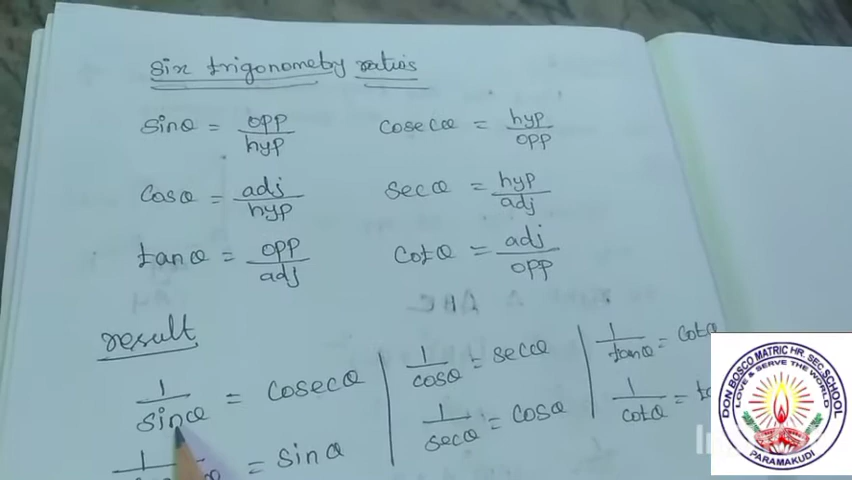 six trigonometry ratios
sinθ = opp/hyp cosecθ = hyp/opp
cosθ = adj/hyp secθ = hyp/adj
tanθ = opp/adj cotθ = adj/opp
result
1/sinθ = cosecθ | 1/cosθ = secθ | 1/tanθ = cotθ
= sinθ | 1/secθ = cosθ | 1/cotθ =
DON BOSCO MATRIC HR. SEC. SCHOOL
LOVE & SERVE THE WORLD
PARAMAKUDI